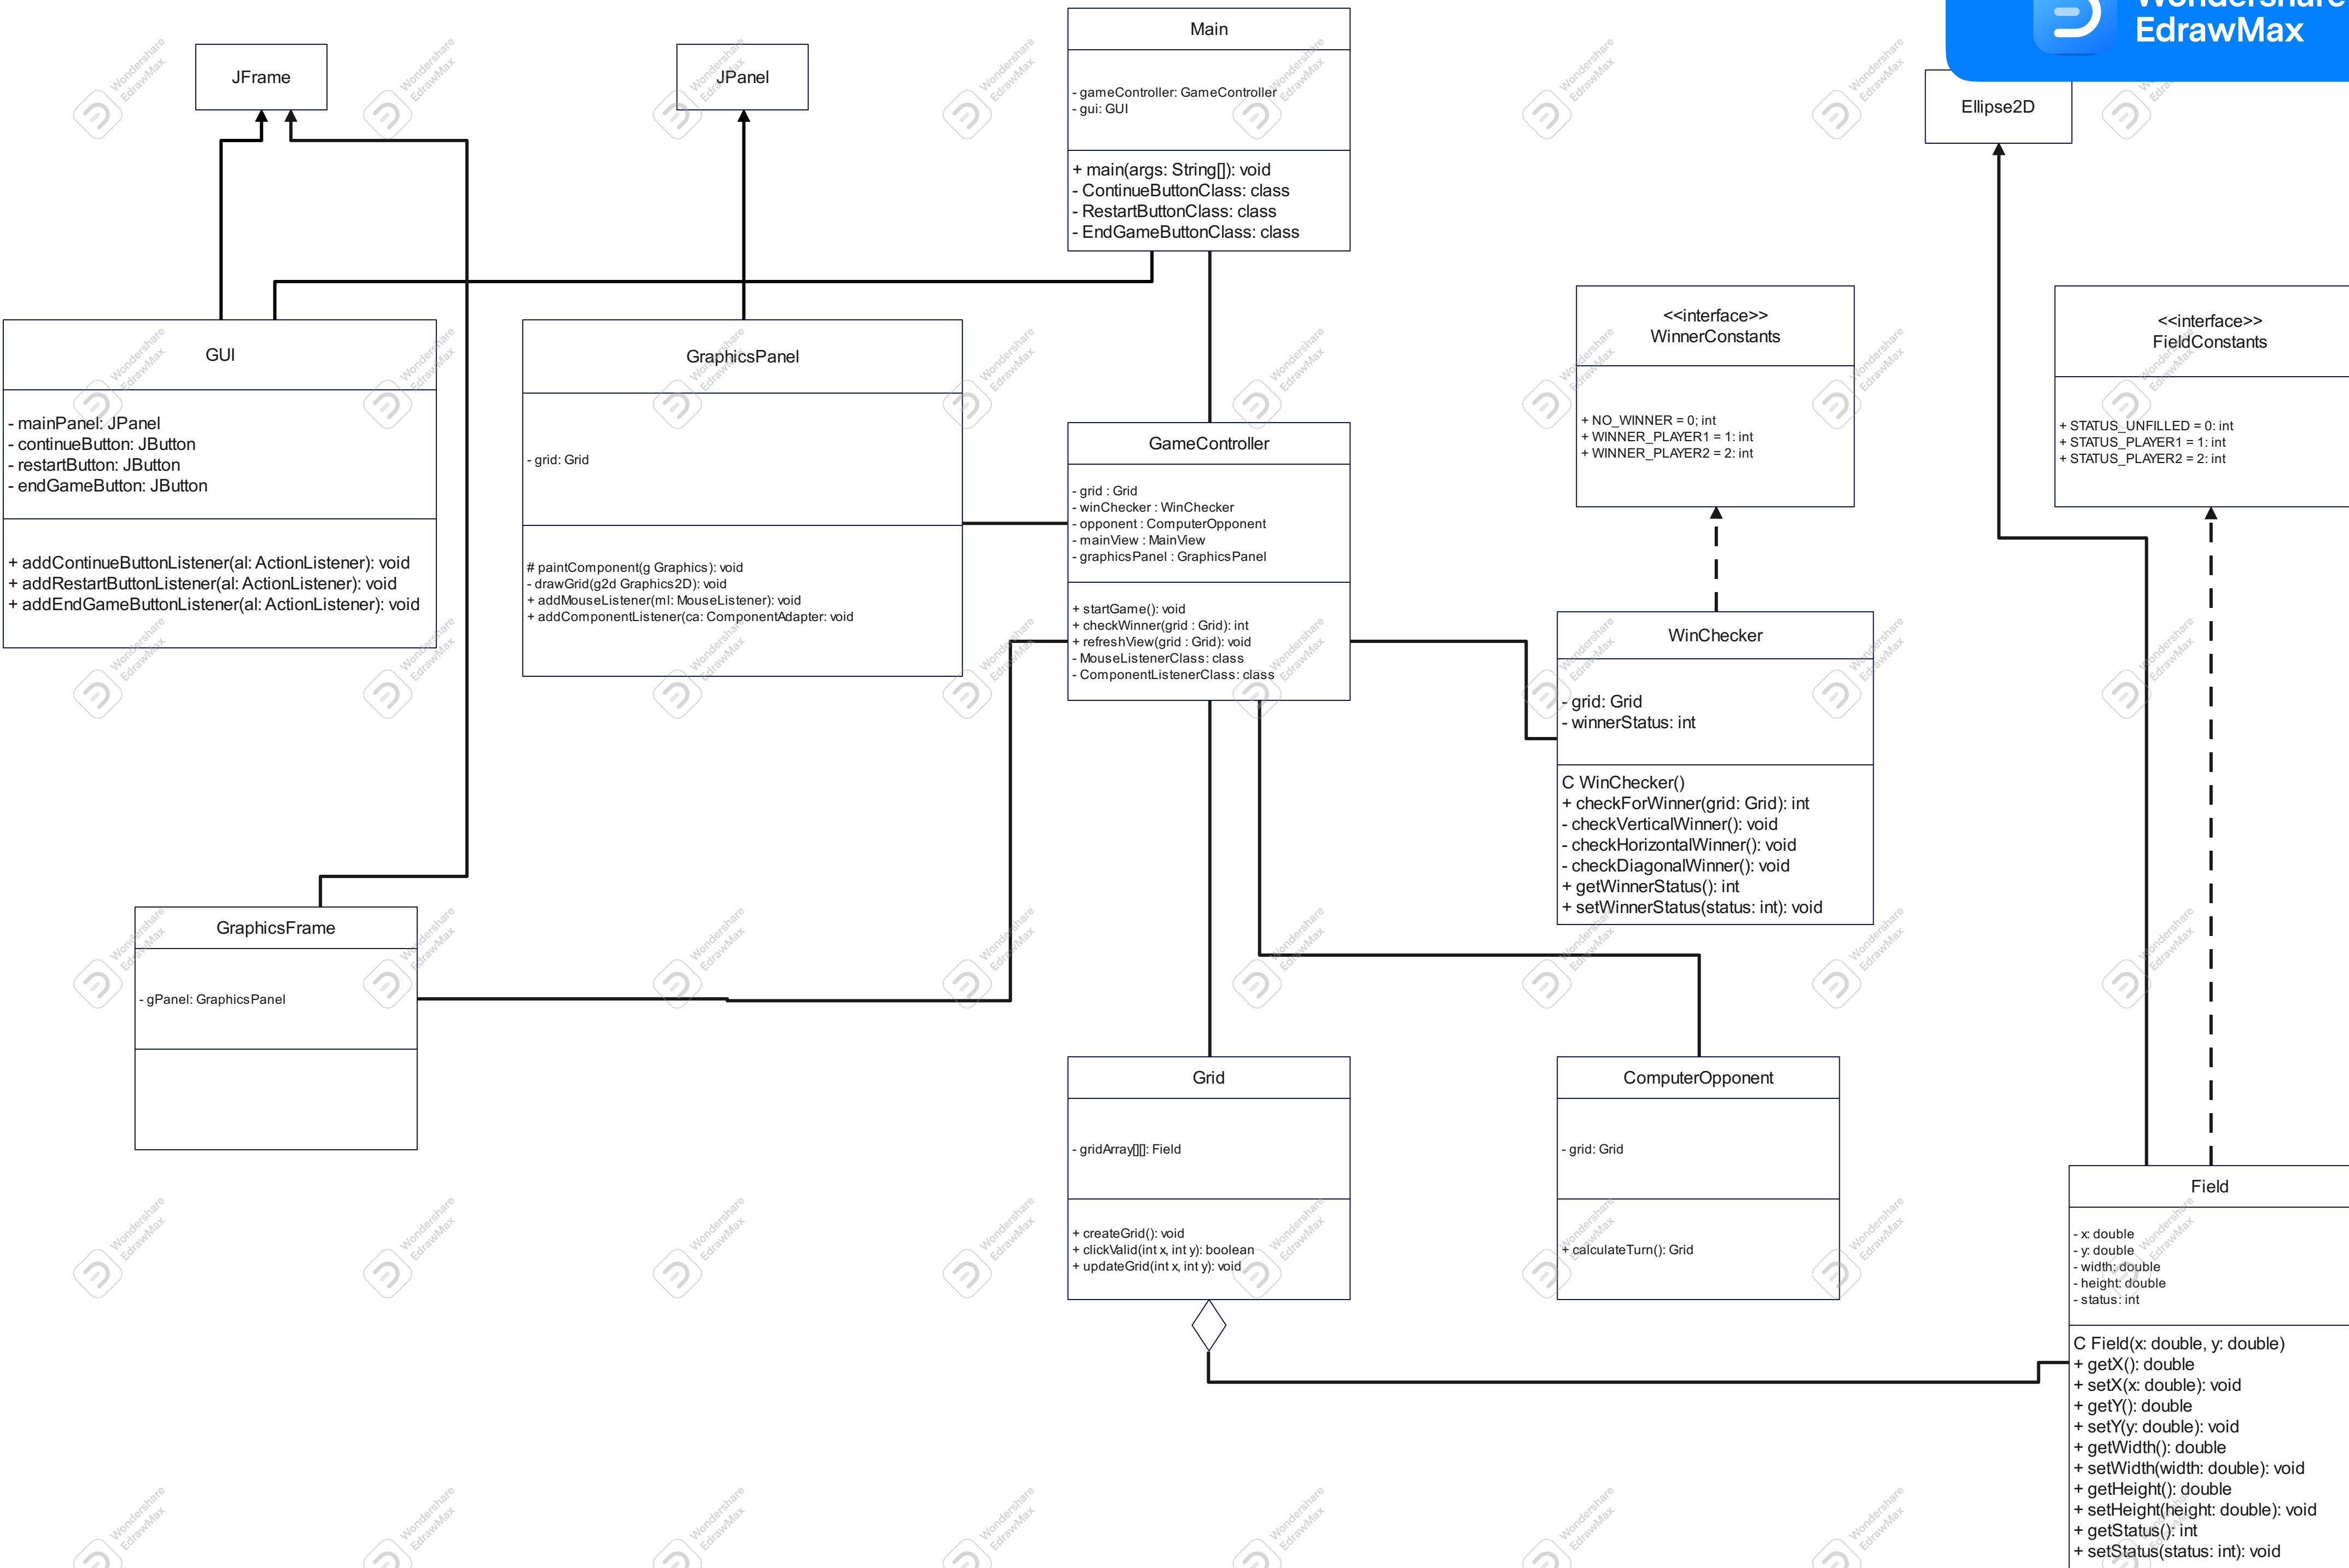 Wondershare
EdrawMax
JFrame
JPanel
Main
- gameController: GameController
- gui: GUI
+ main(args: String[]): void
- ContinueButtonClass: class
- RestartButtonClass: class
- EndGameButtonClass: class
Ellipse2D
GUI
- mainPanel: JPanel
- continueButton: JButton
- restartButton: JButton
- endGameButton: JButton
+ addContinueButtonListener(al: ActionListener): void
+ addRestartButtonListener(al: ActionListener): void
+ addEndGameButtonListener(al: ActionListener): void
GraphicsPanel
- grid: Grid
# paintComponent(g Graphics): void
- drawGrid(g2d Graphics2D): void
+ addMouseListener(ml: MouseListener): void
+ addComponentListener(ca: ComponentAdapter: void
GameController
- grid : Grid
- winChecker : WinChecker
- opponent : ComputerOpponent
- mainView : MainView
- graphicsPanel : GraphicsPanel
+ startGame(): void
+ checkWinner(grid : Grid): int
+ refreshView(grid : Grid): void
- MouseListenerClass: class
- ComponentListenerClass: class
<<interface>>
WinnerConstants
+ NO_WINNER = 0; int
+ WINNER_PLAYER1 = 1: int
+ WINNER_PLAYER2 = 2: int
<<interface>>
FieldConstants
+ STATUS_UNFILLED = 0: int
+ STATUS_PLAYER1 = 1: int
+ STATUS_PLAYER2 = 2: int
WinChecker
- grid: Grid
- winnerStatus: int
C WinChecker()
+ checkForWinner(grid: Grid): int
- checkVerticalWinner(): void
- checkHorizontalWinner(): void
- checkDiagonalWinner(): void
+ getWinnerStatus(): int
+ setWinnerStatus(status: int): void
GraphicsFrame
- gPanel: GraphicsPanel
Grid
- gridArray[][]: Field
+ createGrid(): void
+ clickValid(int x, int y): boolean
+ updateGrid(int x, int y): void
ComputerOpponent
- grid: Grid
+ calculateTurn(): Grid
Field
- x: double
- y: double
- width: double
- height: double
- status: int
C Field(x: double, y: double)
+ getX(): double
+ setX(x: double): void
+ getY(): double
+ setY(y: double): void
+ getWidth(): double
+ setWidth(width: double): void
+ getHeight(): double
+ setHeight(height: double): void
+ getStatus(): int
+ setStatus(status: int): void